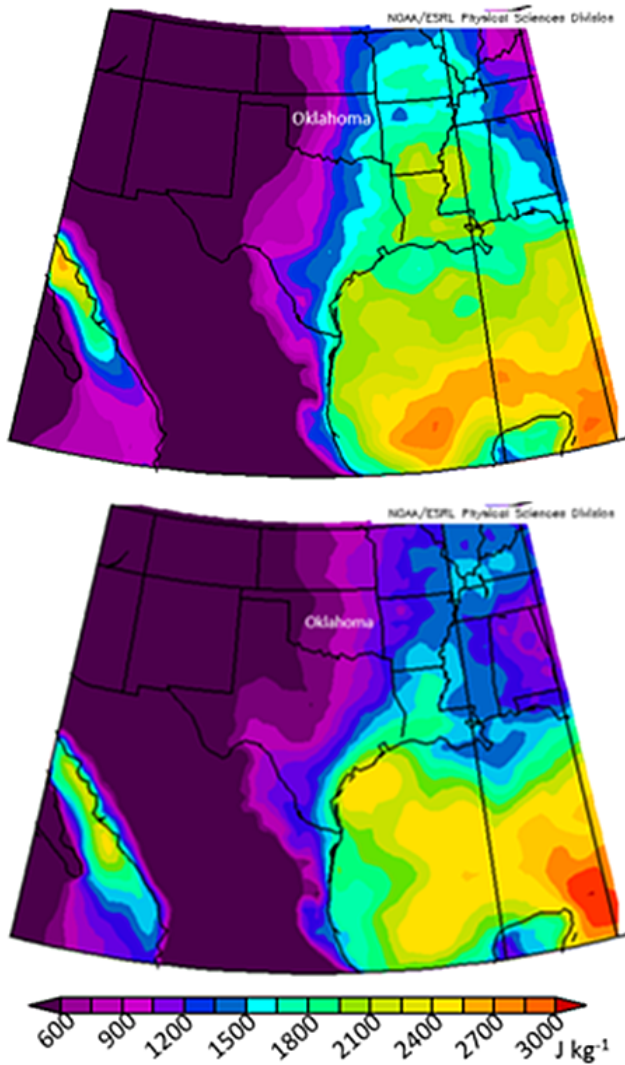 NOAA/ESRL Physical Sciences Division
Oklahoma
NOAA/ESRL Physical Sciences Division
Oklahoma
600 900 1200 1500 1800 2100 2400 2700 3000 J kg-1